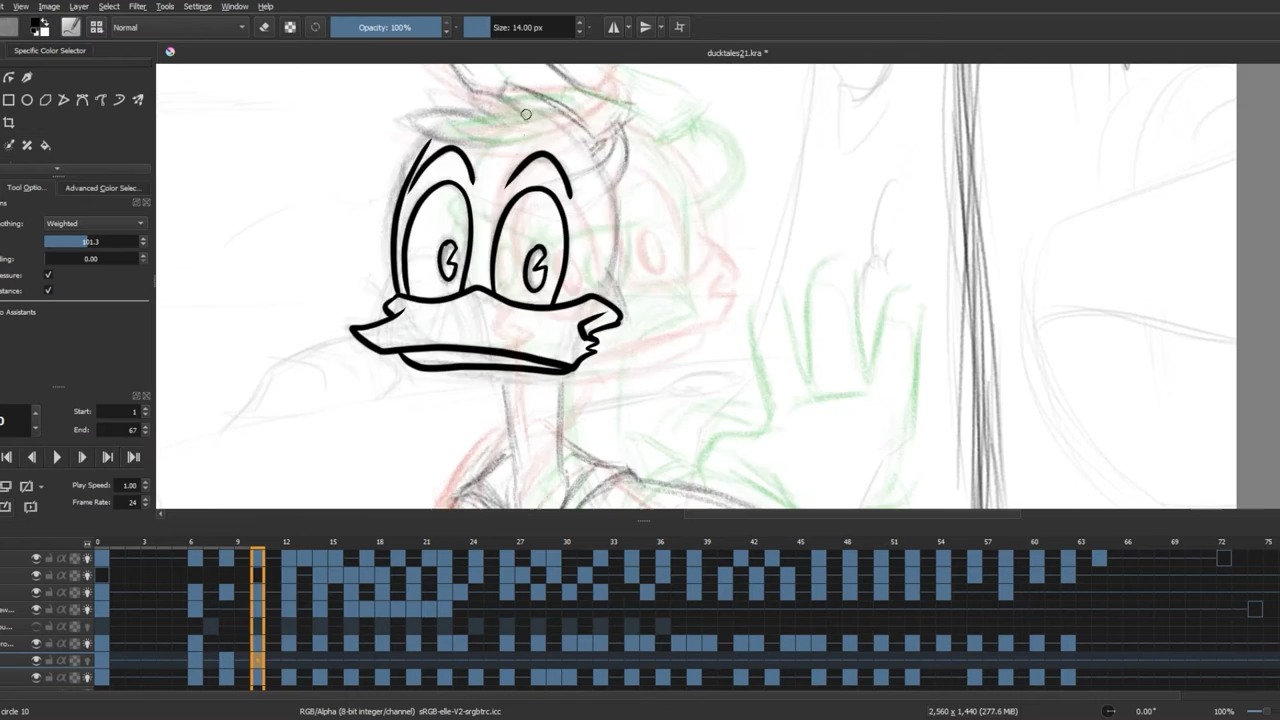 View Image Layer Select Filter Tools Settings Window Help
Normal Opacity: 100% Size: 14.00 px
Specific Color Selector
ducktales21.kra *
Tool Optio... Advanced Color Selec...
Weighted
101.3
0.00
Start: 1
End: 67
Play Speed: 1.00
Frame Rate: 24
0 3 6 9 12 15 18 21 24 27 30 33 36 39 42 45 48 51 54 57 60 63 66 69 72 75
circle 10 RGB/Alpha (8-bit integer/channel) sRGB-elle-V2-srgbtrc.icc 2,560 x 1,440 (277.6 MiB) 0.00° 100%